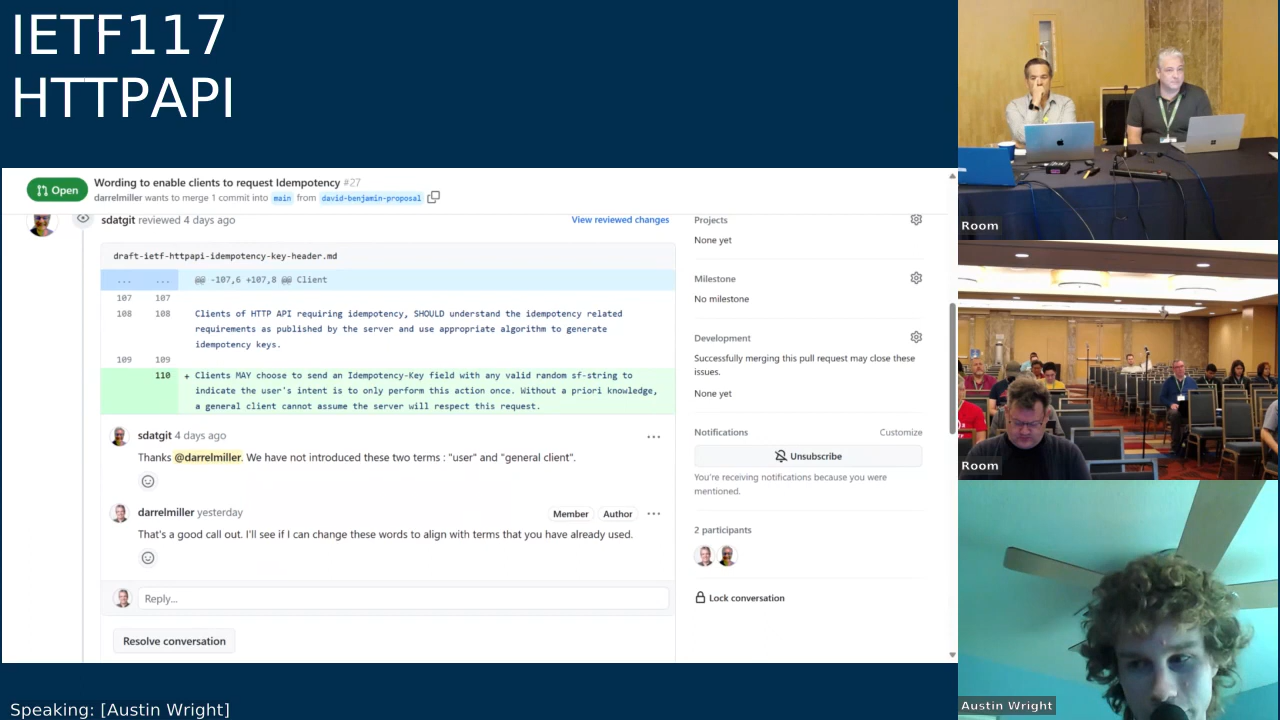 IETF117
HTTPAPI
Open
Wording to enable clients to request Idempotency #27
darrelmiller wants to merge 1 commit into main from david-benjamin-proposal
sdatgit reviewed 4 days ago
View reviewed changes
draft-ietf-httpapi-idempotency-key-header.md
... ... @@ -107,6 +107,8 @@ Client
107 107
108 108 Clients of HTTP API requiring idempotency, SHOULD understand the idempotency related
requirements as published by the server and use appropriate algorithm to generate
idempotency keys.
109 109
110 + Clients MAY choose to send an Idempotency-Key field with any valid random sf-string to
indicate the user's intent is to only perform this action once. Without a priori knowledge,
a general client cannot assume the server will respect this request.
sdatgit 4 days ago
Thanks @darrelmiller. We have not introduced these two terms : "user" and "general client".
darrelmiller yesterday
Member Author
That's a good call out. I'll see if I can change these words to align with terms that you have already used.
Reply...
Resolve conversation
Projects
None yet
Milestone
No milestone
Development
Successfully merging this pull request may close these
issues.
None yet
Notifications
Customize
Unsubscribe
You're receiving notifications because you were
mentioned.
2 participants
Lock conversation
Room
Room
Austin Wright
Speaking: [Austin Wright]